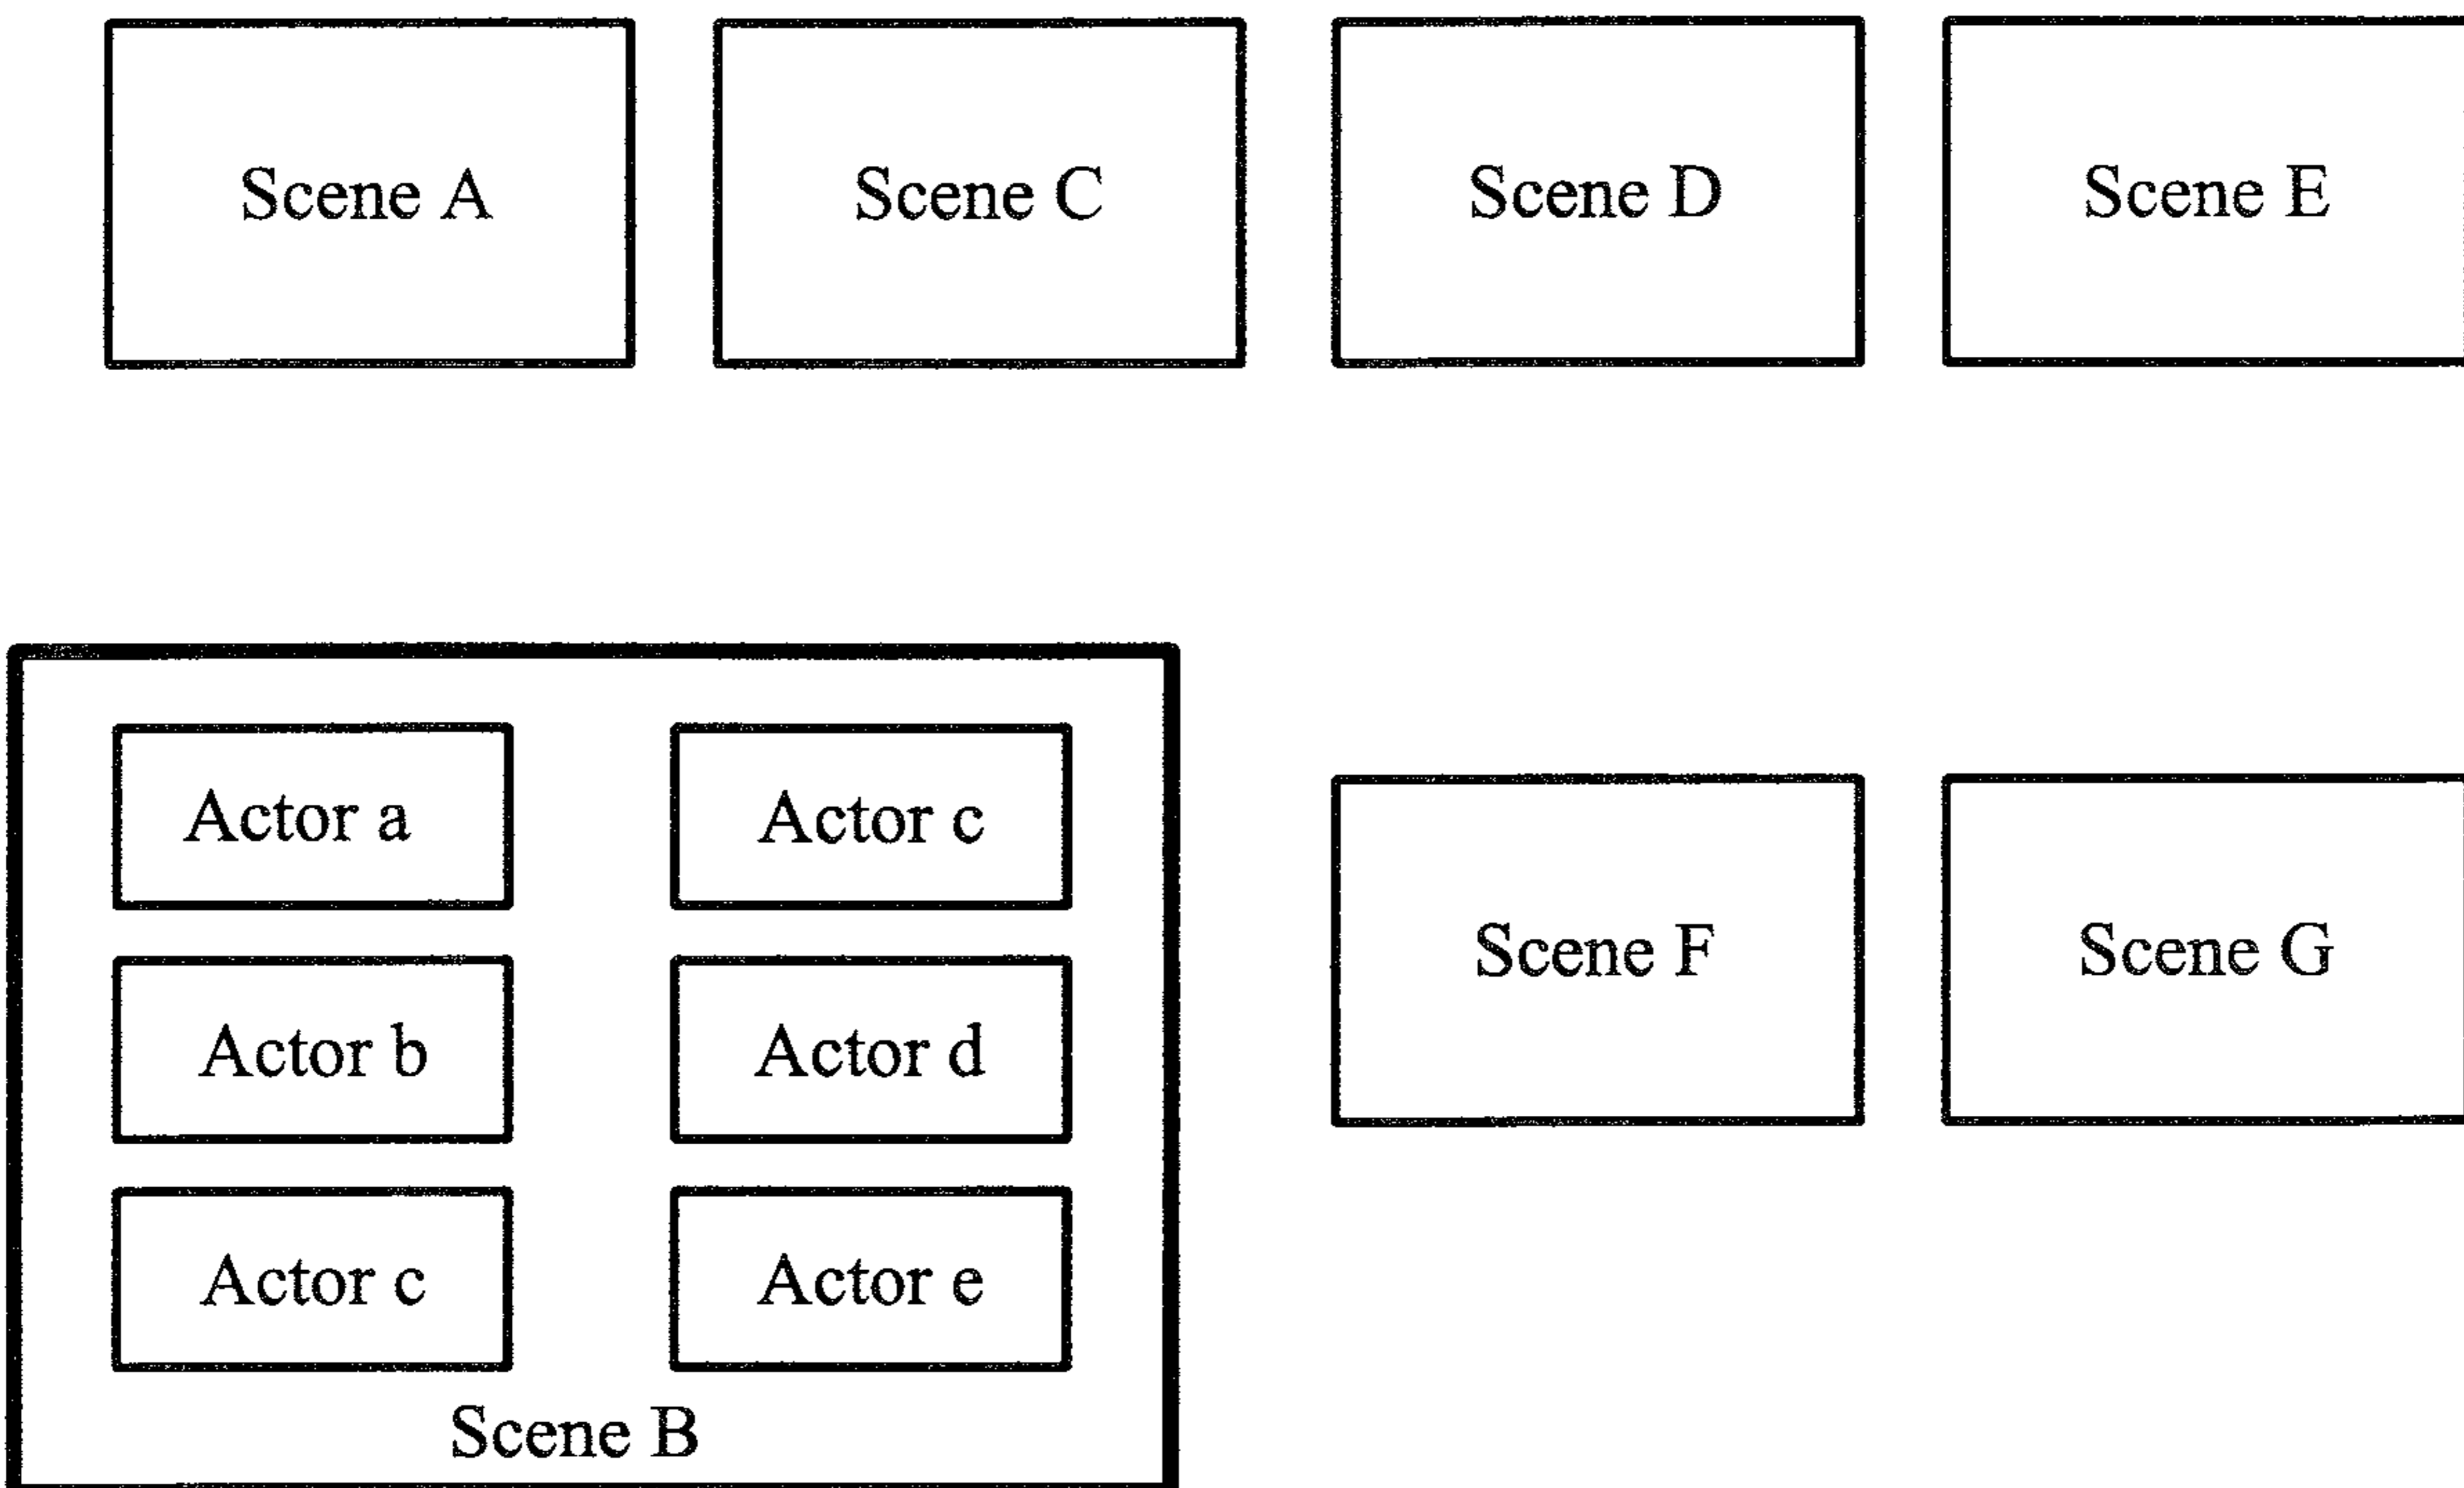 Scene A
Scene C
Scene D
Scene E
Actor a
Actor c
Actor b
Actor d
Actor c
Actor e
Scene B
Scene F
Scene G